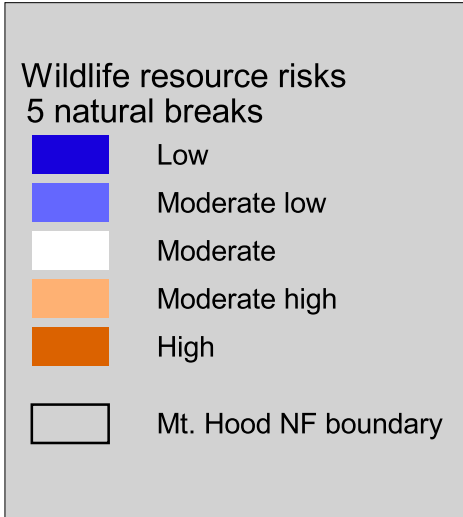 Wildlife resource risks
5 natural breaks
Low
Moderate low
Moderate
Moderate high
High
Mt. Hood NF boundary